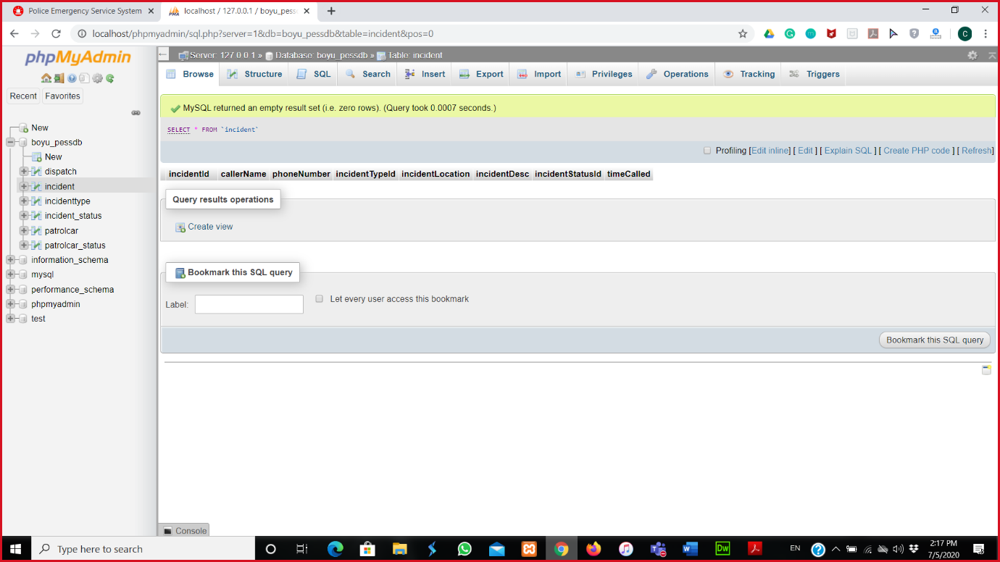 Police Emergency Service System
localhost / 127.0.0.1 / boyu_pess
localhost/phpmyadmin/sql.php?server=1&db=boyu_pessdb&table=incident&pos=0
C
phpMyAdmin
Recent
Favorites
New
boyu_pessdb
New
dispatch
incident
incidenttype
incident_status
patrolcar
patrolcar_status
information_schema
mysql
performance_schema
phpmyadmin
test
Server: 127.0.0.1 » Database: boyu_pessdb » Table: incident
Browse Structure SQL Search Insert Export Import Privileges Operations Tracking Triggers
MySQL returned an empty result set (i.e. zero rows). (Query took 0.0007 seconds.)
SELECT * FROM `incident`
Profiling [Edit inline] [ Edit ] [ Explain SQL ] [ Create PHP code ] [ Refresh]
incidentId callerName phoneNumber incidentTypeId incidentLocation incidentDesc incidentStatusId timeCalled
Query results operations
Create view
Bookmark this SQL query
Label:
Let every user access this bookmark
Bookmark this SQL query
Console
Type here to search
Dw
EN
2:17 PM
7/5/2020